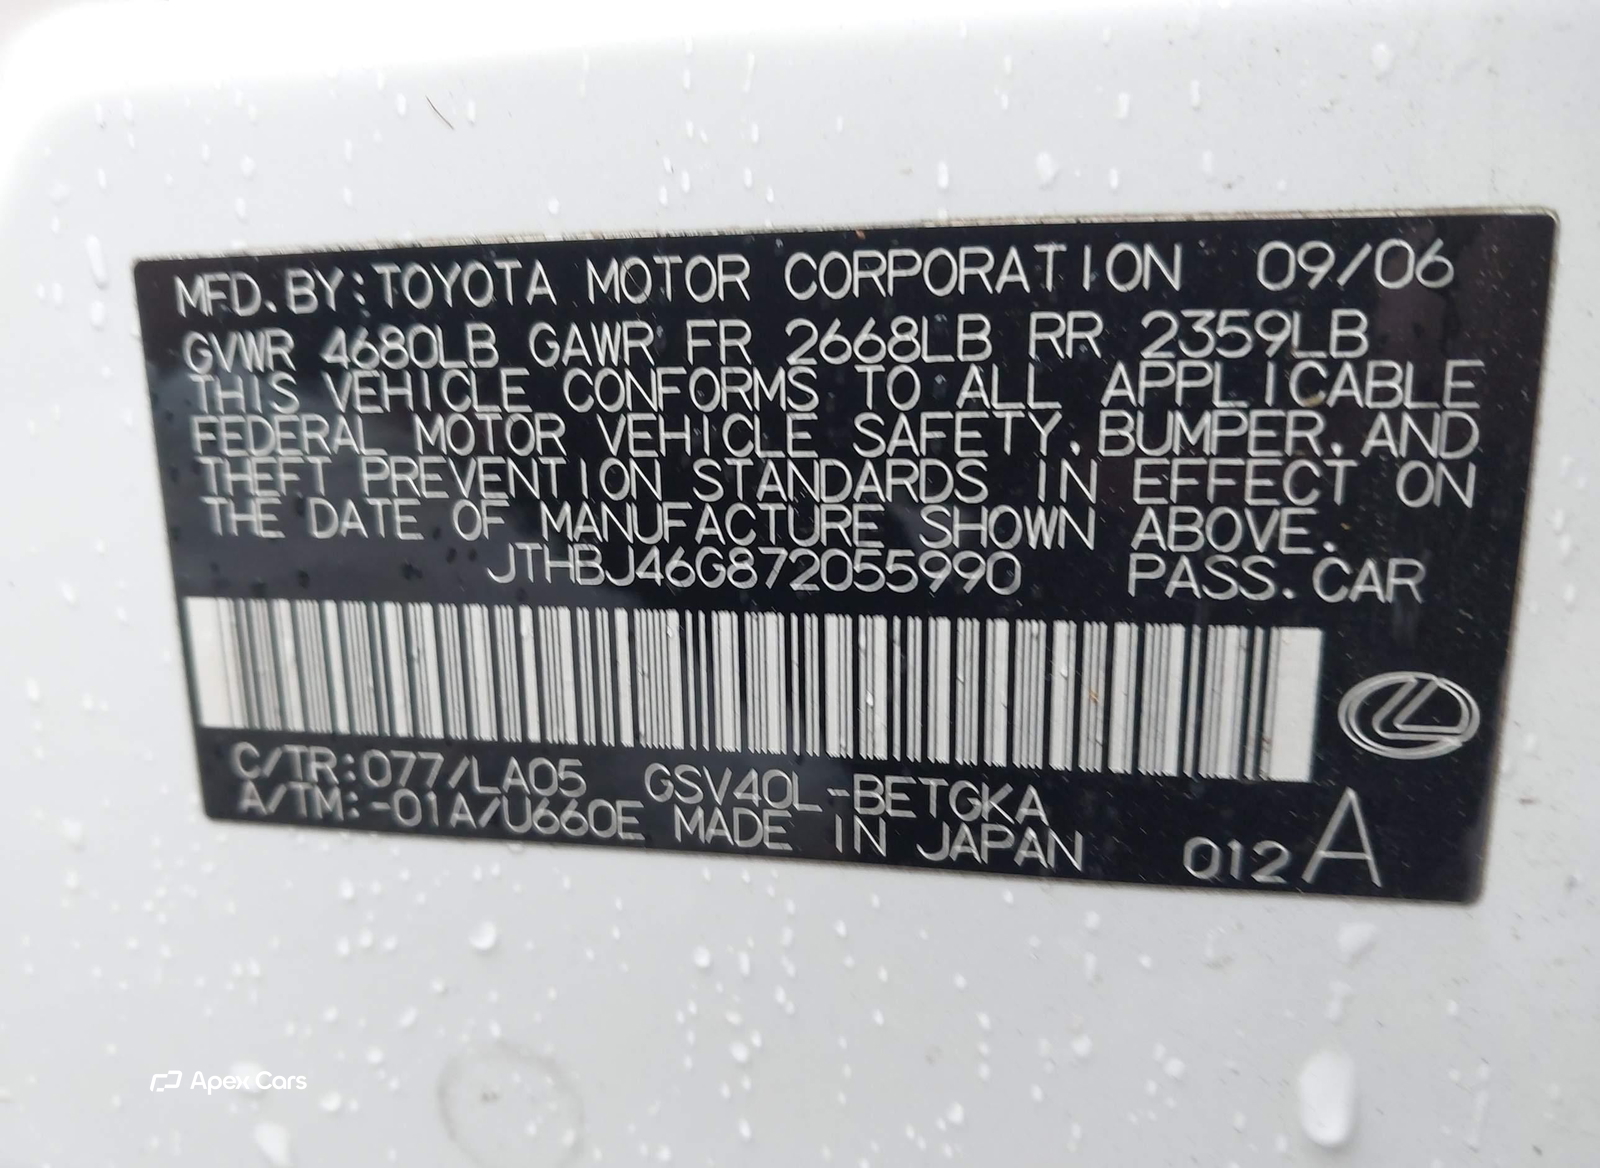 MFD. BY: TOYOTA MOTOR CORPORATION 09/06
GVWR 4680LB GAWR FR 2668LB RR 2359LB
THIS VEHICLE CONFORMS TO ALL APPLICABLE
FEDERAL MOTOR VEHICLE SAFETY, BUMPER, AND
THEFT PREVENTION STANDARDS IN EFFECT ON
THE DATE OF MANUFACTURE SHOWN ABOVE.
JTHBJ46G872055990 PASS. CAR
C/TR: 077/LA05 GSV40L-BETGKA
A/TM: -01A/U660E MADE IN JAPAN 012 A
Apex Cars